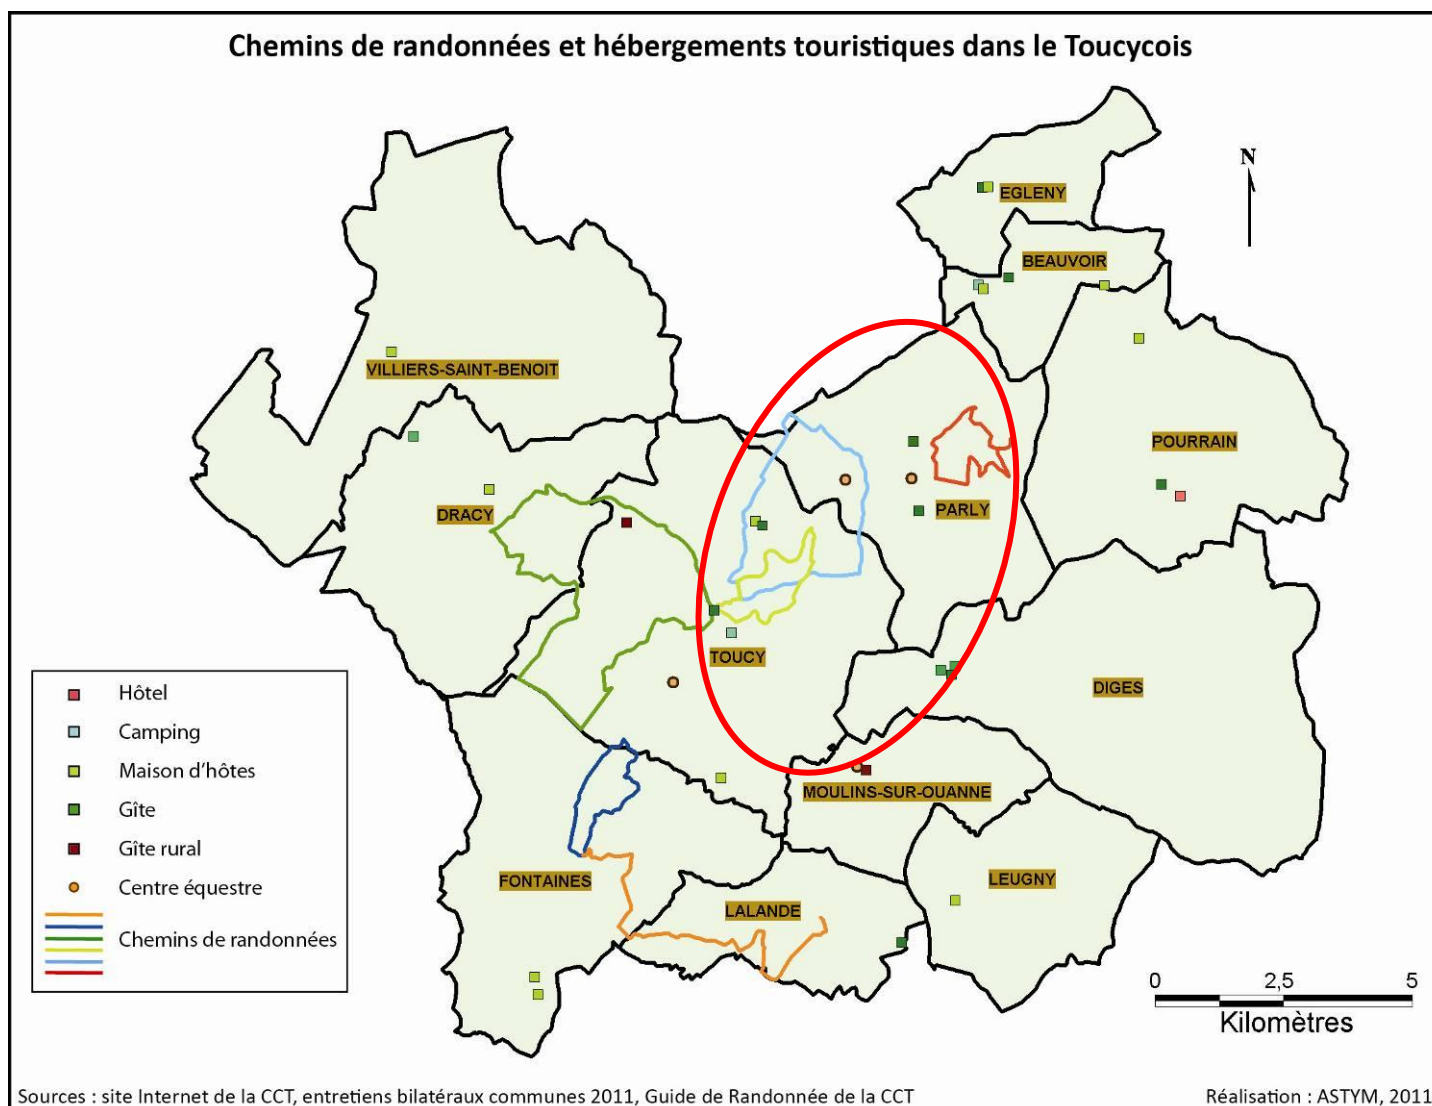 Chemins de randonnées et hébergements touristiques dans le Toucycois
N
EGLENY
BEAUVOIR
VILLIERS-SAINT-BENOIT
POURRAIN
DRACY
PARLY
TOUCY
DIGES
MOULINS-SUR-OUANNE
FONTAINES
LEUGNY
LALANDE
Hôtel
Camping
Maison d'hôtes
Gîte
Gîte rural
Centre équestre
Chemins de randonnées
0 2,5 5
Kilomètres
Sources : site Internet de la CCT, entretiens bilatéraux communes 2011, Guide de Randonnée de la CCT
Réalisation : ASTYM, 2011